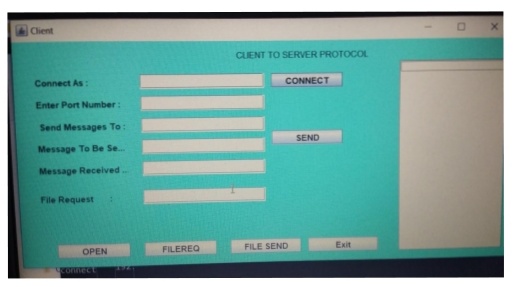 Client
CLIENT TO SERVER PROTOCOL
Connect As :
CONNECT
Enter Port Number :
Send Messages To :
SEND
Message To Be Se...
Message Received ...
File Request :
OPEN FILEREQ FILE SEND Exit
connect 192.